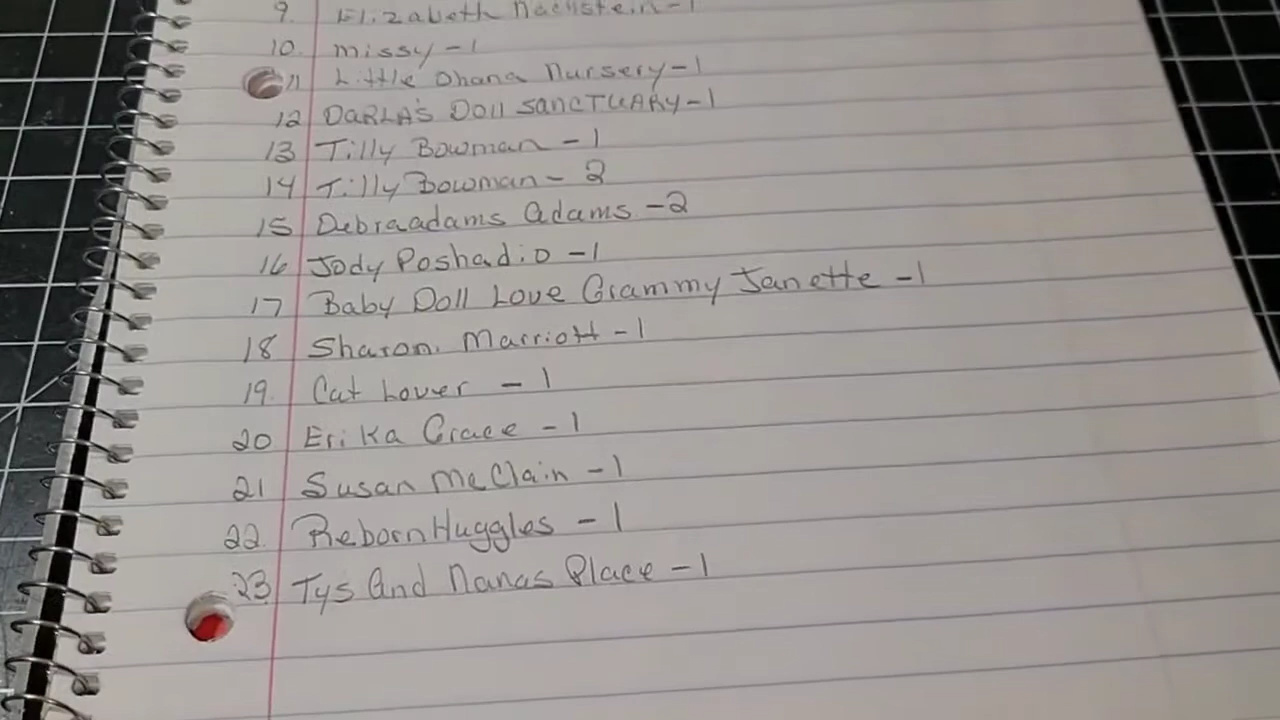 9. Elizabeth
10. missy-1
11 Little Ohana Nursery-1
12 DaRLA's Doll SancTUARY-1
13 Tilly Bowman -1
14 Tilly Bowman- 2
15 Debraadams Adams -2
16 Jody Poshadio -1
17 Baby Doll Love Grammy Janette -1
18 Sharon. Marriott -1
19. Cat Lover - 1
20 Erika Grace -1
21 Susan McClain -1
22. RebornHuggles -1
23. Tys And Nanas Place -1